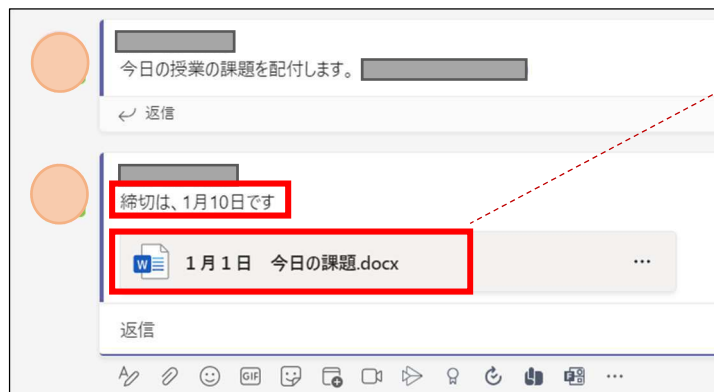 今日の授業の課題を配付します。
返信
締切は、1月10日です
1月1日　今日の課題.docx
返信
GIF